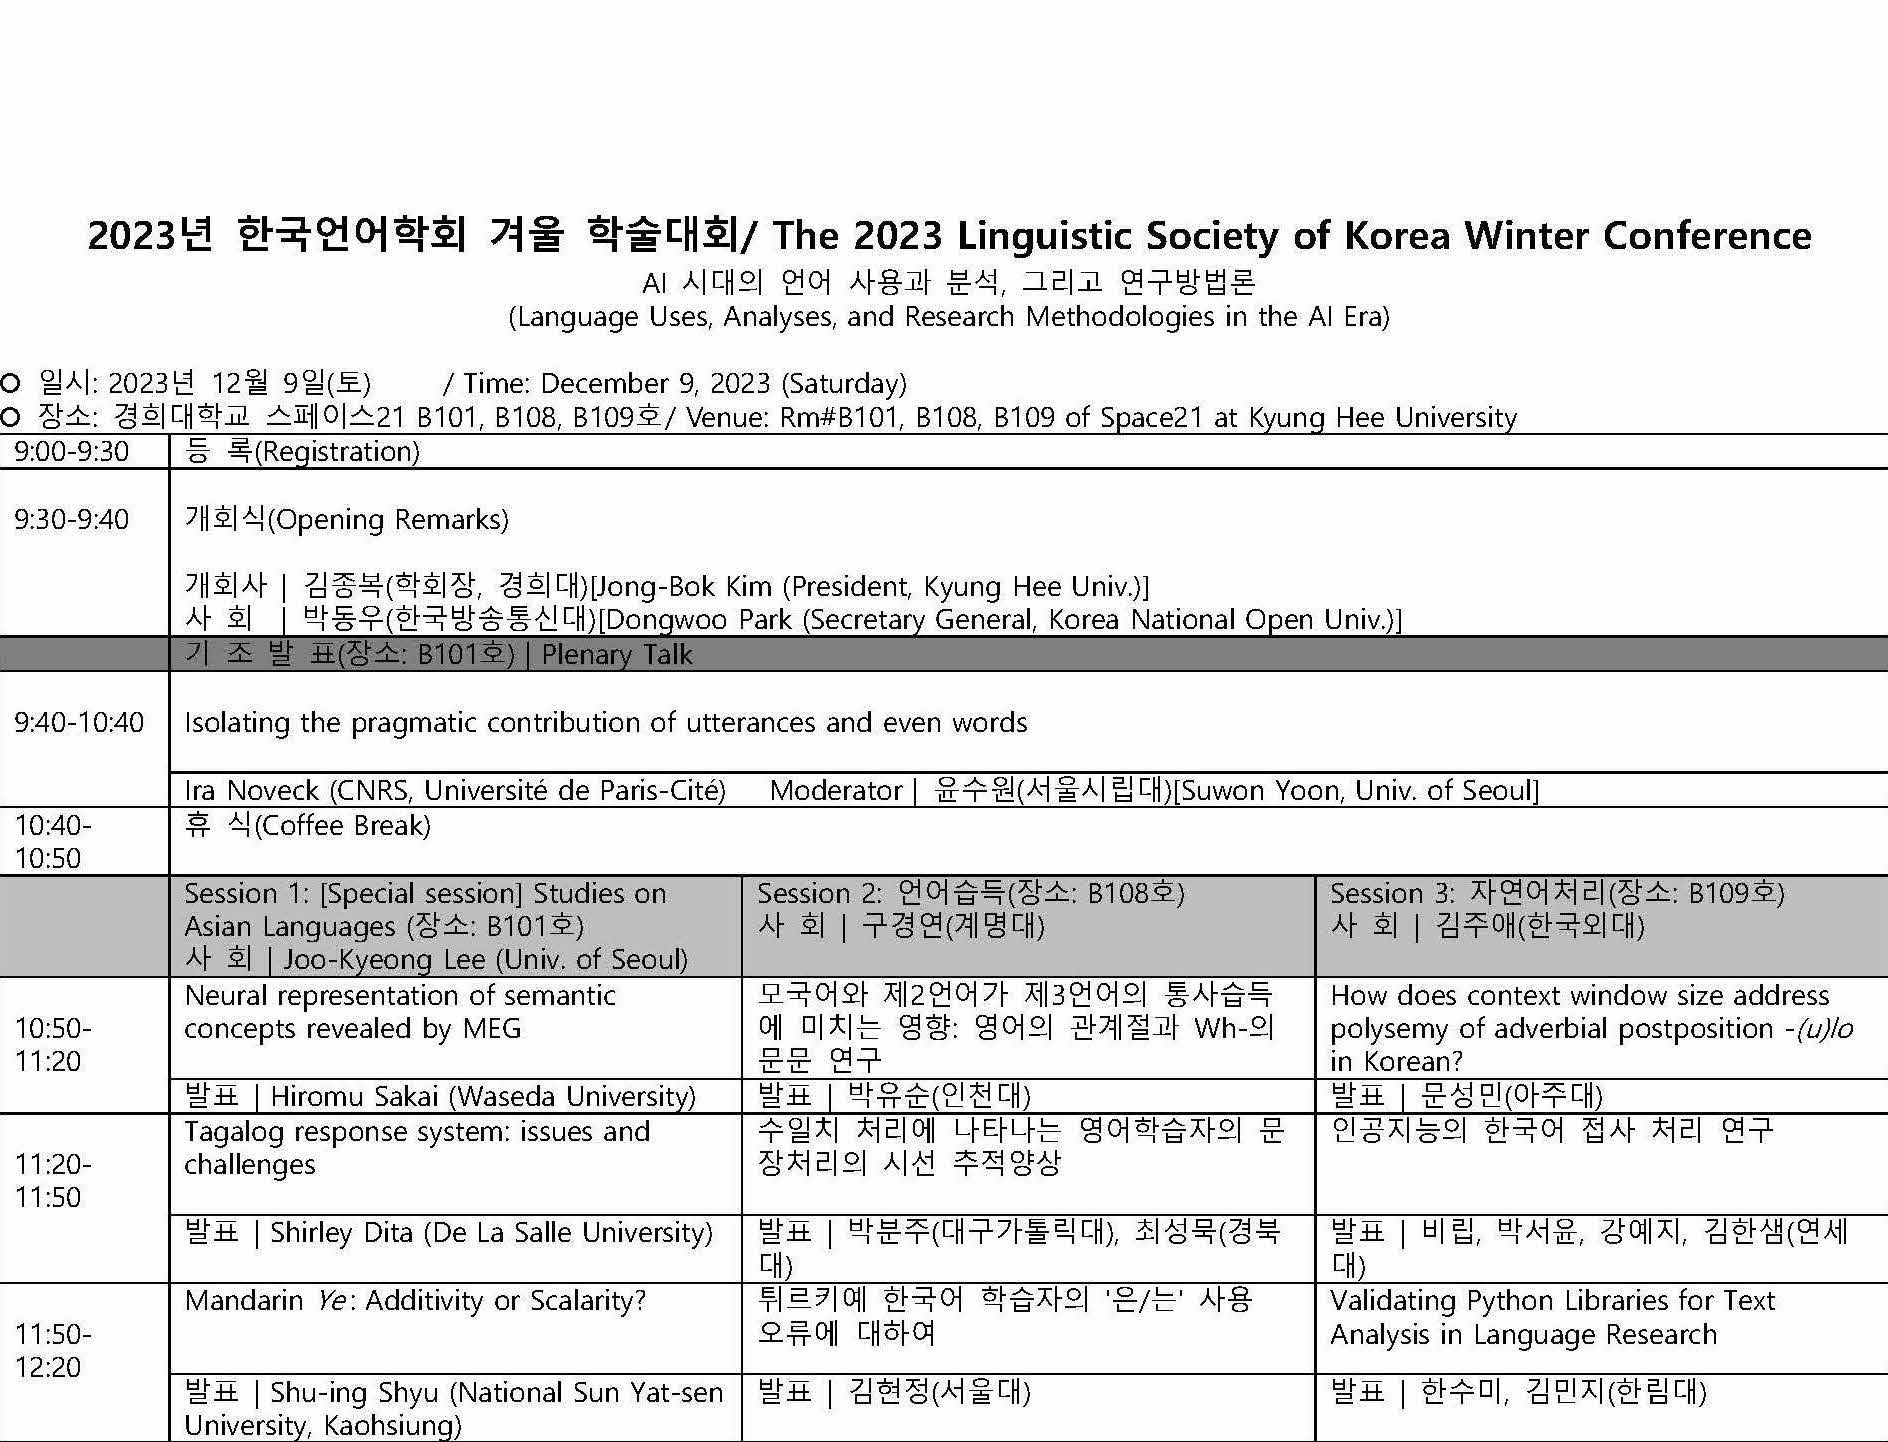 2023년 한국언어학회 겨울 학술대회/ The 2023 Linguistic Society of Korea Winter Conference
AI 시대의 언어 사용과 분석, 그리고 연구방법론
(Language Uses, Analyses, and Research Methodologies in the AI Era)
○ 일시: 2023년 12월 9일(토) / Time: December 9, 2023 (Saturday)
○ 장소: 경희대학교 스페이스21 B101, B108, B109호/ Venue: Rm#B101, B108, B109 of Space21 at Kyung Hee University
9:00-9:30 등 록(Registration)
9:30-9:40 개회식(Opening Remarks)
개회사 | 김종복(학회장, 경희대)[Jong-Bok Kim (President, Kyung Hee Univ.)]
사 회 | 박동우(한국방송통신대)[Dongwoo Park (Secretary General, Korea National Open Univ.)]
기 조 발 표(장소: B101호) | Plenary Talk
9:40-10:40 Isolating the pragmatic contribution of utterances and even words
Ira Noveck (CNRS, Université de Paris-Cité) Moderator | 윤수원(서울시립대)[Suwon Yoon, Univ. of Seoul]
10:40-
10:50
휴 식(Coffee Break)
Session 1: [Special session] Studies on
Asian Languages (장소: B101호)
사 회 | Joo-Kyeong Lee (Univ. of Seoul)
Session 2: 언어습득(장소: B108호)
사 회 | 구경연(계명대)
Session 3: 자연어처리(장소: B109호)
사 회 | 김주애(한국외대)
10:50-
11:20
Neural representation of semantic
concepts revealed by MEG
발표 | Hiromu Sakai (Waseda University)
모국어와 제2언어가 제3언어의 통사습득
에 미치는 영향: 영어의 관계절과 Wh-의
문문 연구
발표 | 박유순(인천대)
How does context window size address
polysemy of adverbial postposition -(u)lo
in Korean?
발표 | 문성민(아주대)
11:20-
11:50
Tagalog response system: issues and
challenges
발표 | Shirley Dita (De La Salle University)
수일치 처리에 나타나는 영어학습자의 문
장처리의 시선 추적양상
발표 | 박분주(대구가톨릭대), 최성묵(경북
대)
인공지능의 한국어 접사 처리 연구
발표 | 비립, 박서윤, 강예지, 김한샘(연세
대)
11:50-
12:20
Mandarin Ye: Additivity or Scalarity?
발표 | Shu-ing Shyu (National Sun Yat-sen
University, Kaohsiung)
튀르키예 한국어 학습자의 '은/는' 사용
오류에 대하여
발표 | 김현정(서울대)
Validating Python Libraries for Text
Analysis in Language Research
발표 | 한수미, 김민지(한림대)